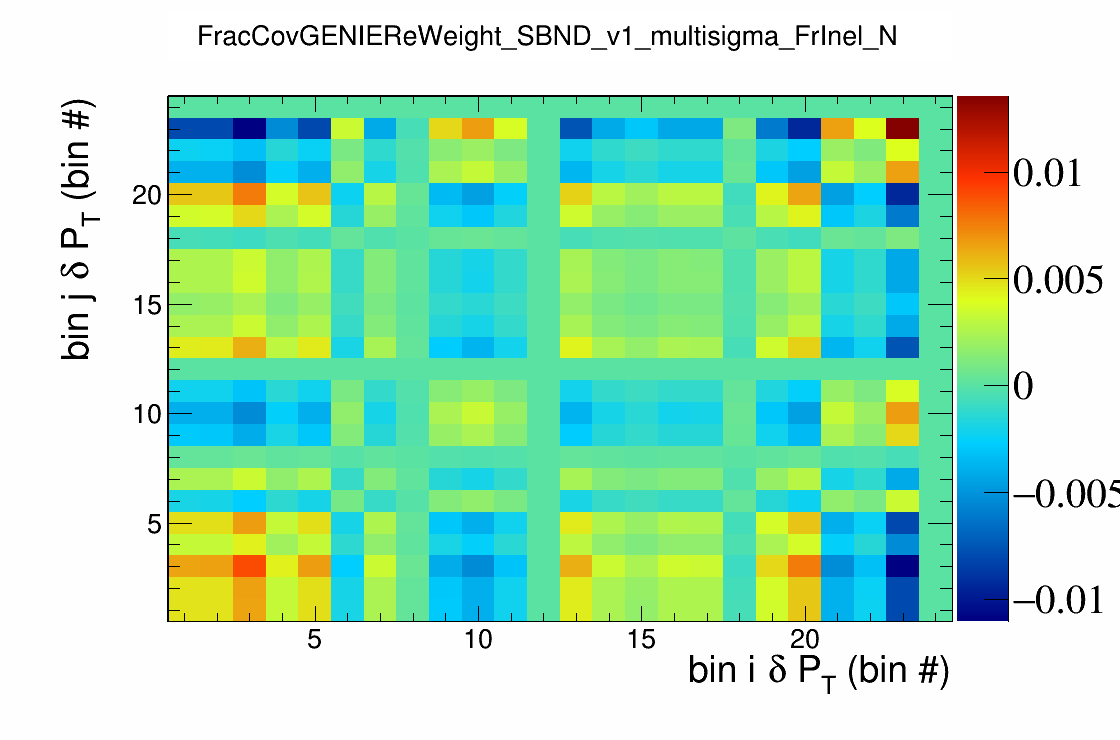 FracCovGENIEReWeight_SBND_v1_multisigma_FrInel_N
bin j δ P_T (bin #)
20
15
10
5
5 10 15 20
bin i δ P_T (bin #)
0.01
0.005
0
−0.005
−0.01